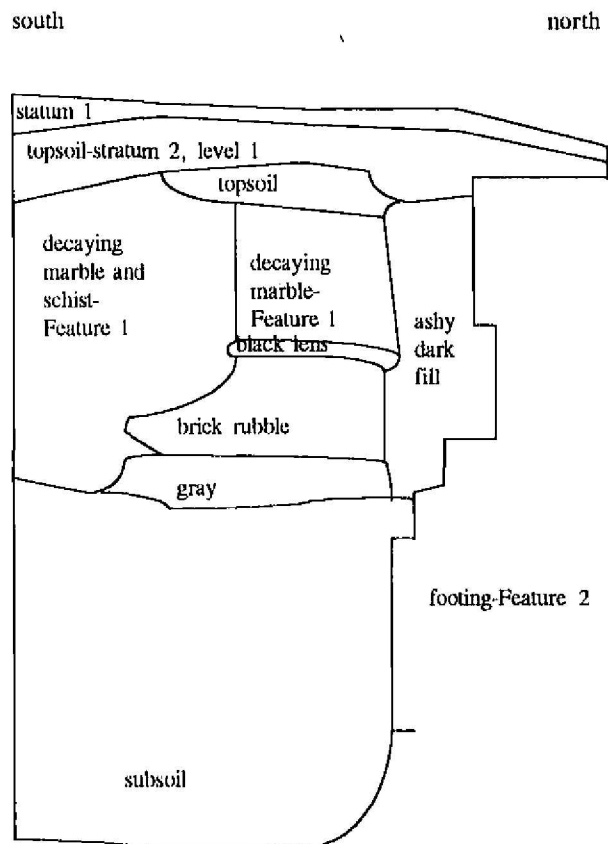 south
north
statum 1
topsoil-stratum 2, level 1
topsoil
decaying
marble and
schist-
Feature 1
decaying
marble-
Feature 1
black lens
ashy
dark
fill
brick rubble
gray
footing-Feature 2
subsoil